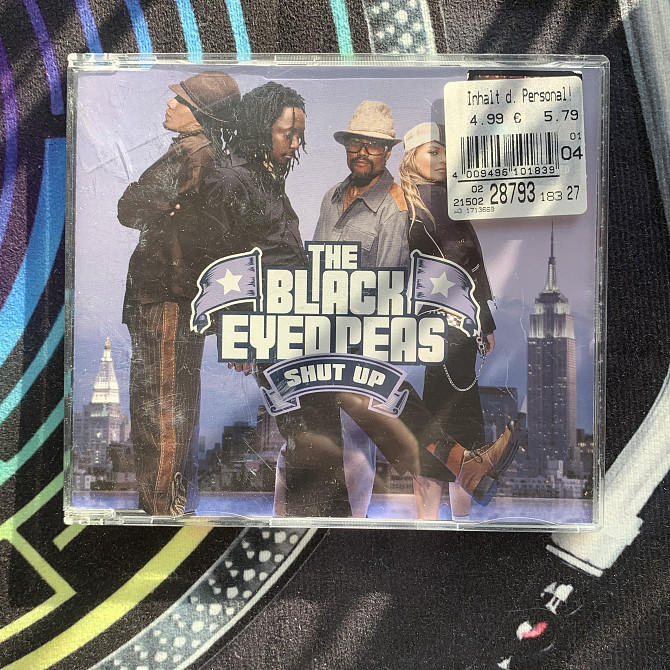 Inhalt d. Personal!
4.99 € 5.79
01
04
4 009496 101839
02
21502 28793 183 27
THE
BLACK
EYED PEAS
SHUT UP